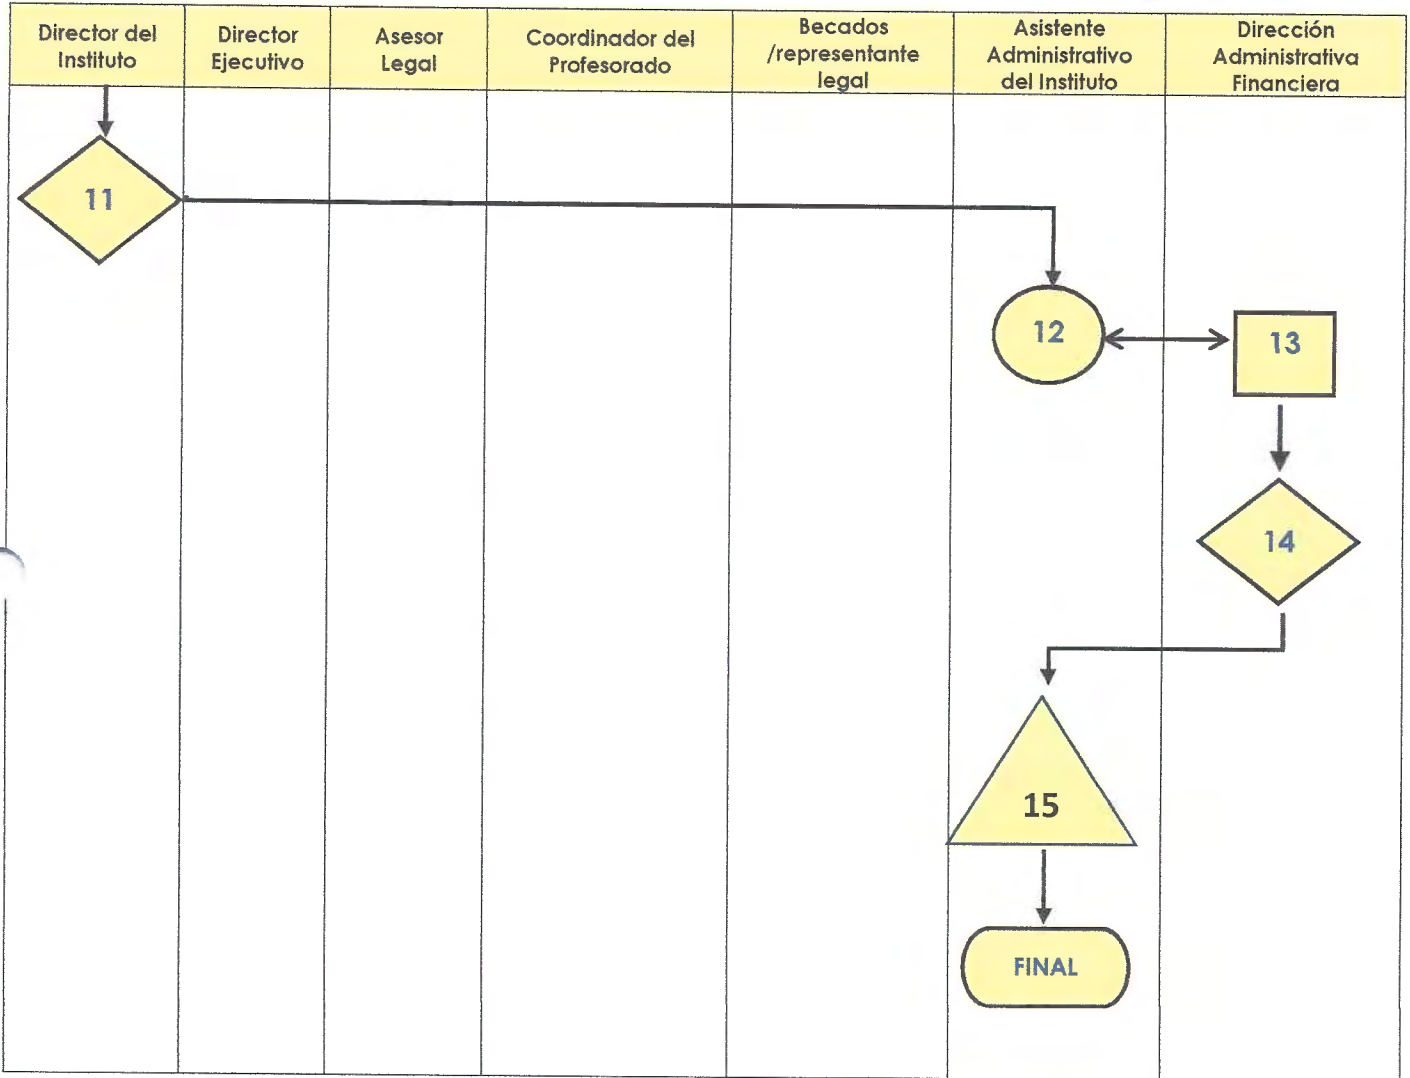 Director del
Instituto
Director
Ejecutivo
Asesor
Legal
Coordinador del
Profesorado
Becados
/representante
legal
Asistente
Administrativo
del Instituto
Dirección
Administrativa
Financiera
11
12
13
14
15
FINAL